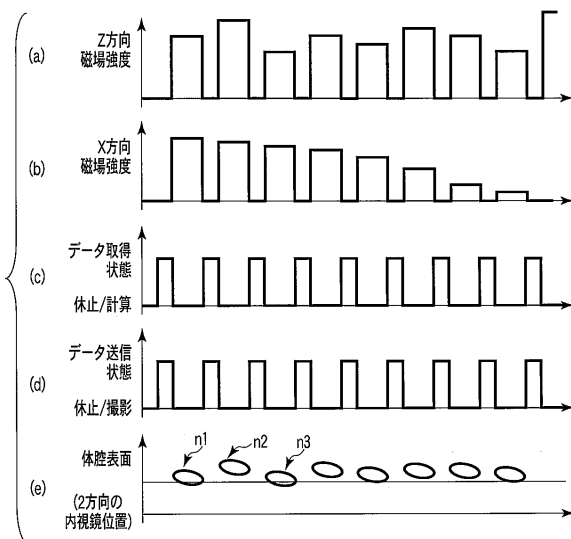 (a)
Z方向
磁場強度
(b)
X方向
磁場強度
(c)
データ取得
状態
休止/計算
(d)
データ送信
状態
休止/撮影
(e)
体腔表面
n1
n2
n3
(2方向の
内視鏡位置)